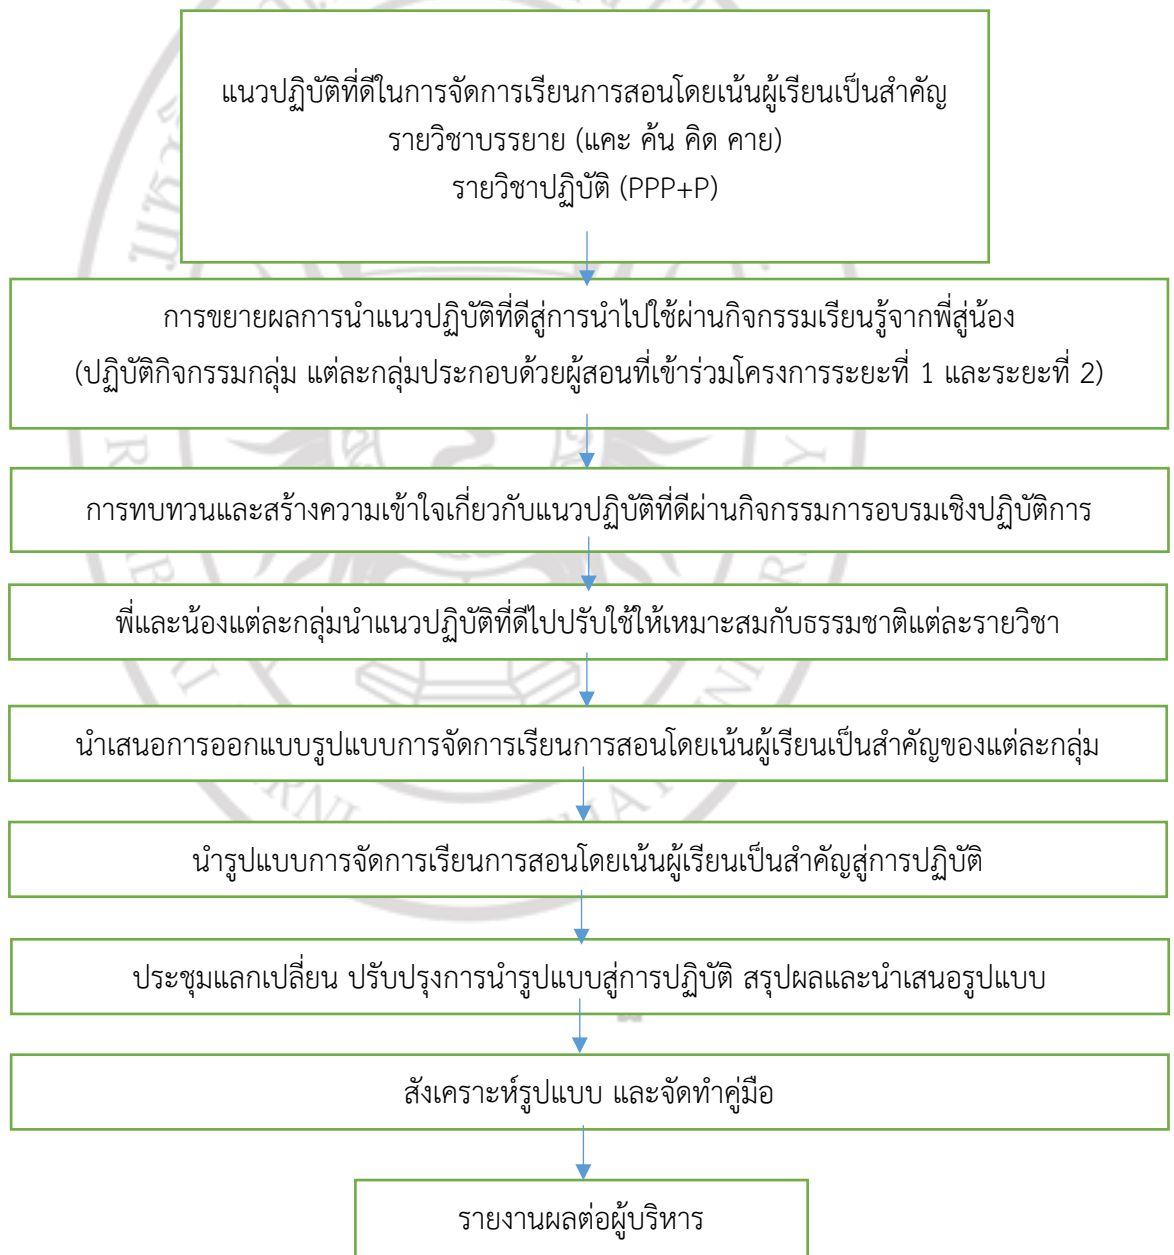 แนวปฏิบัติที่ดีในการจัดการเรียนการสอนโดยเน้นผู้เรียนเป็นสำคัญ
รายวิชาบรรยาย (แคะ ค้น คิด คาย)
รายวิชาปฏิบัติ (PPP+P)
การขยายผลการนำแนวปฏิบัติที่ดีสู่การนำไปใช้ผ่านกิจกรรมเรียนรู้จากพี่สู่น้อง
(ปฏิบัติกิจกรรมกลุ่ม แต่ละกลุ่มประกอบด้วยผู้สอนที่เข้าร่วมโครงการระยะที่ 1 และระยะที่ 2)
การทบทวนและสร้างความเข้าใจเกี่ยวกับแนวปฏิบัติที่ดีผ่านกิจกรรมการอบรมเชิงปฏิบัติการ
พี่และน้องแต่ละกลุ่มนำแนวปฏิบัติที่ดีไปปรับใช้ให้เหมาะสมกับธรรมชาติแต่ละรายวิชา
นำเสนอการออกแบบรูปแบบการจัดการเรียนการสอนโดยเน้นผู้เรียนเป็นสำคัญของแต่ละกลุ่ม
นำรูปแบบการจัดการเรียนการสอนโดยเน้นผู้เรียนเป็นสำคัญสู่การปฏิบัติ
ประชุมแลกเปลี่ยน ปรับปรุงการนำรูปแบบสู่การปฏิบัติ สรุปผลและนำเสนอรูปแบบ
สังเคราะห์รูปแบบ และจัดทำคู่มือ
รายงานผลต่อผู้บริหาร